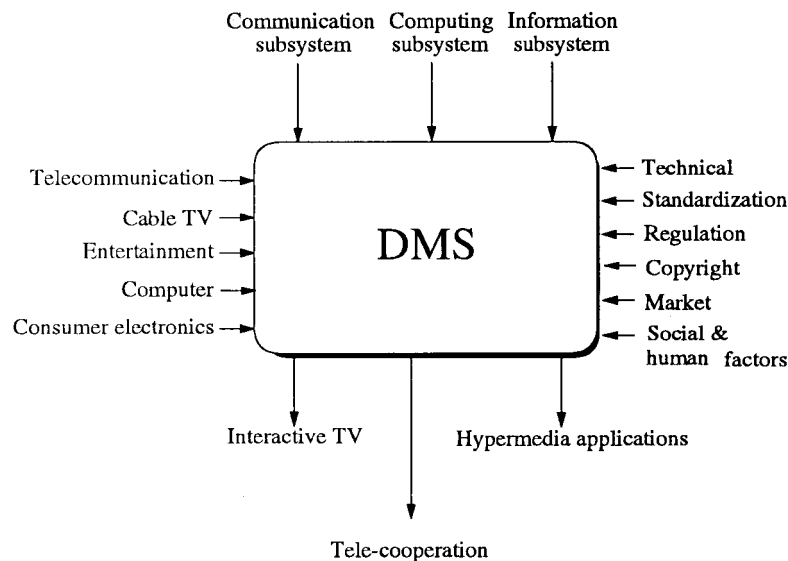 Communication Computing Information
subsystem subsystem subsystem
Telecommunication
Cable TV
Entertainment
Computer
Consumer electronics
DMS
Technical
Standardization
Regulation
Copyright
Market
Social &
human factors
Interactive TV
Hypermedia applications
Tele-cooperation